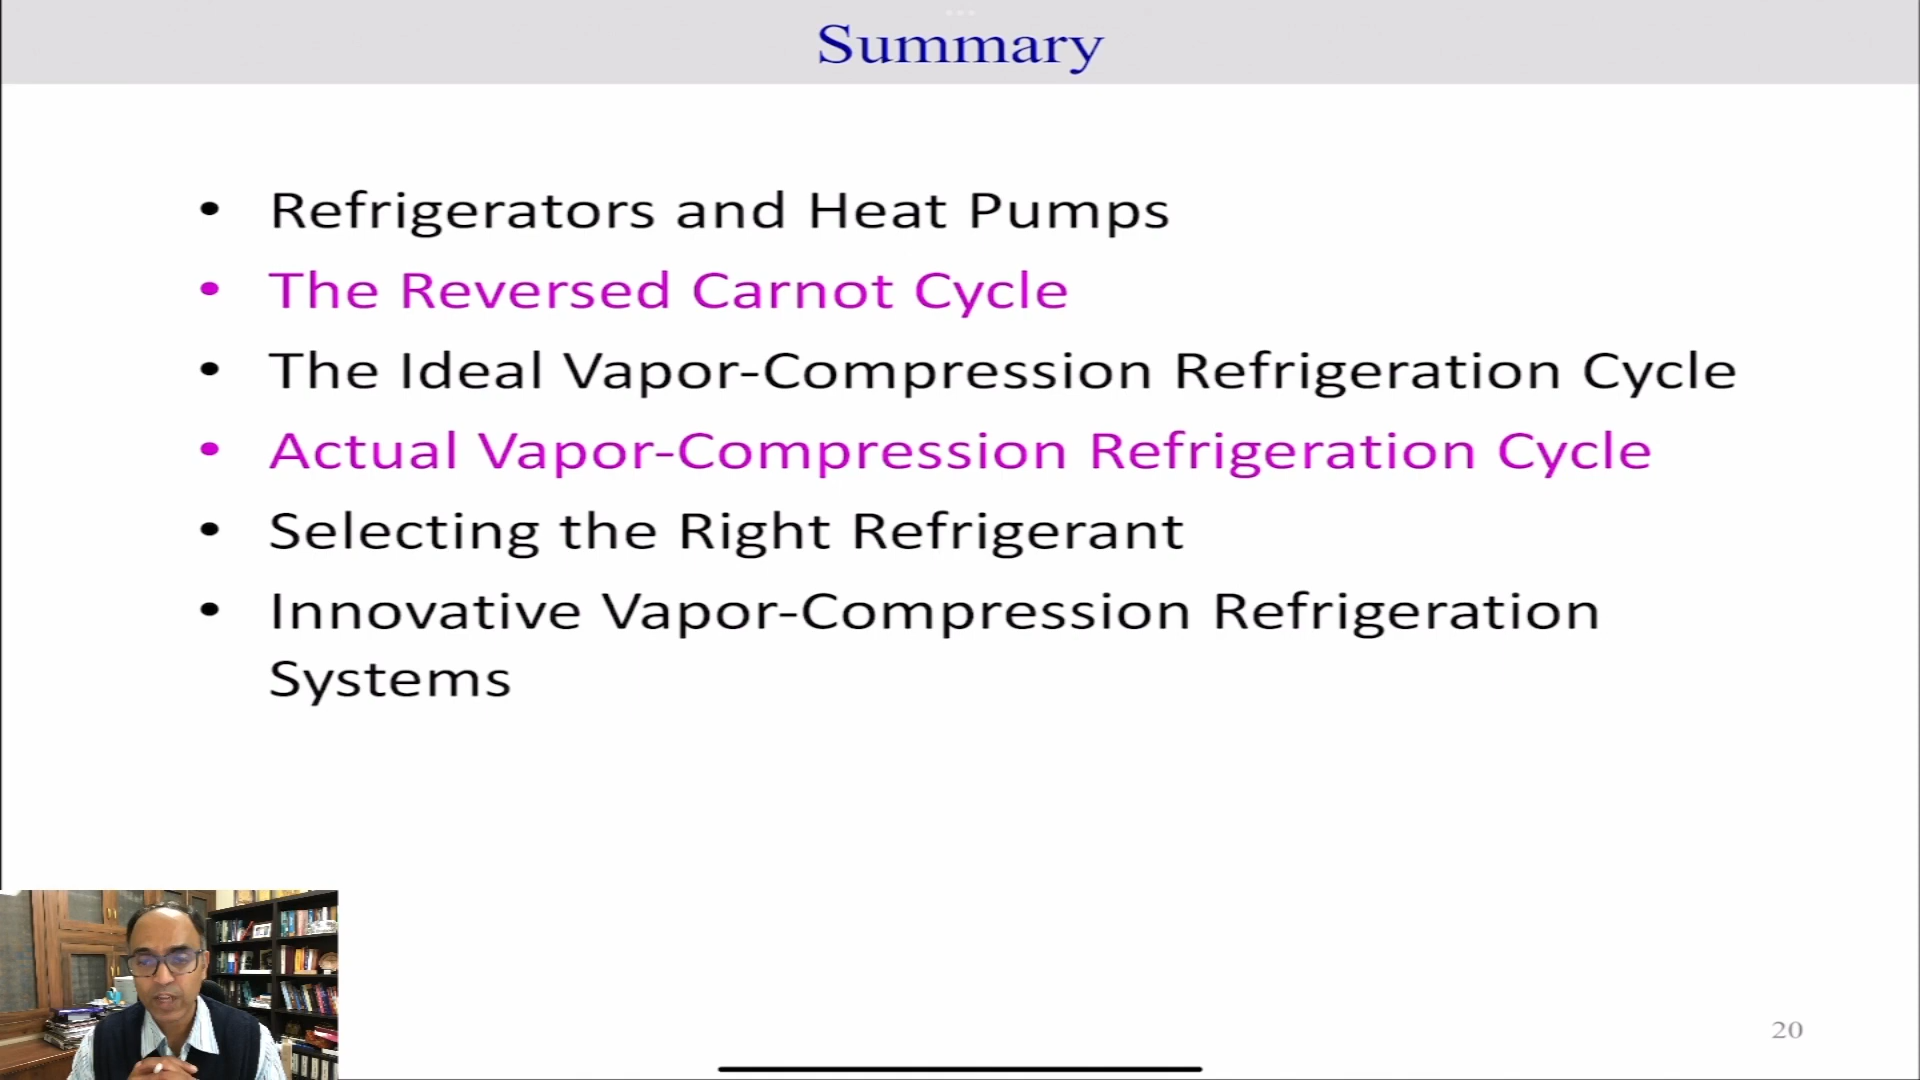 Summary
• Refrigerators and Heat Pumps
• The Reversed Carnot Cycle
• The Ideal Vapor-Compression Refrigeration Cycle
• Actual Vapor-Compression Refrigeration Cycle
• Selecting the Right Refrigerant
• Innovative Vapor-Compression Refrigeration
Systems
20